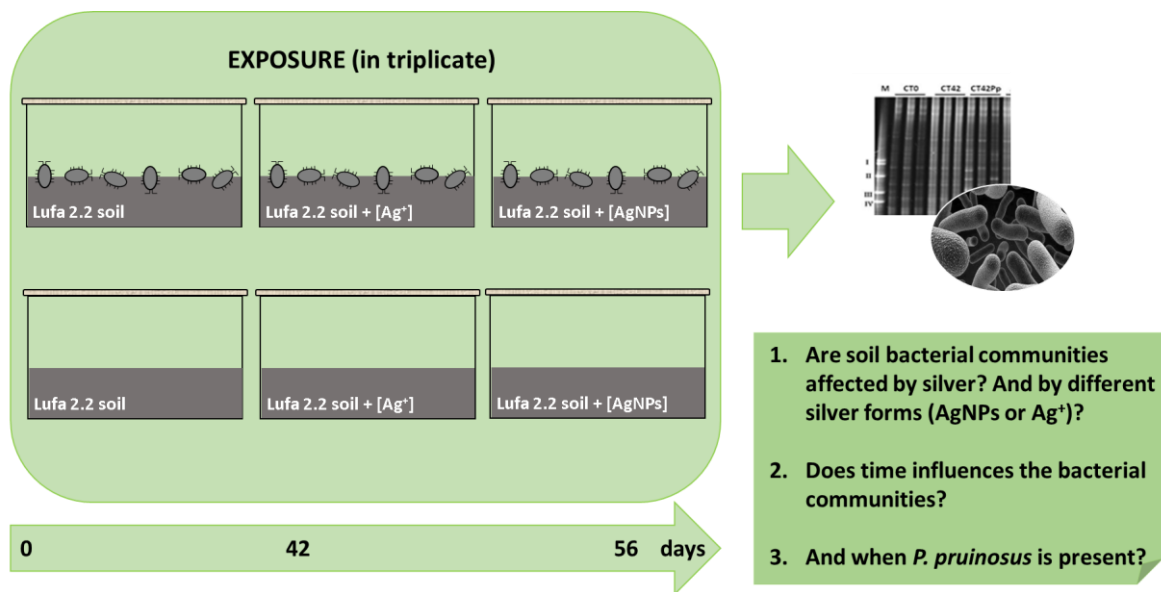 EXPOSURE (in triplicate)
Lufa 2.2 soil
Lufa 2.2 soil + [Ag⁺]
Lufa 2.2 soil + [AgNPs]
Lufa 2.2 soil
Lufa 2.2 soil + [Ag⁺]
Lufa 2.2 soil + [AgNPs]
0 42 56 days
M CT0 CT42 CT42Pp
I
II
III
IV
1. Are soil bacterial communities
affected by silver? And by different
silver forms (AgNPs or Ag⁺)?
2. Does time influences the bacterial
communities?
3. And when P. pruinosus is present?